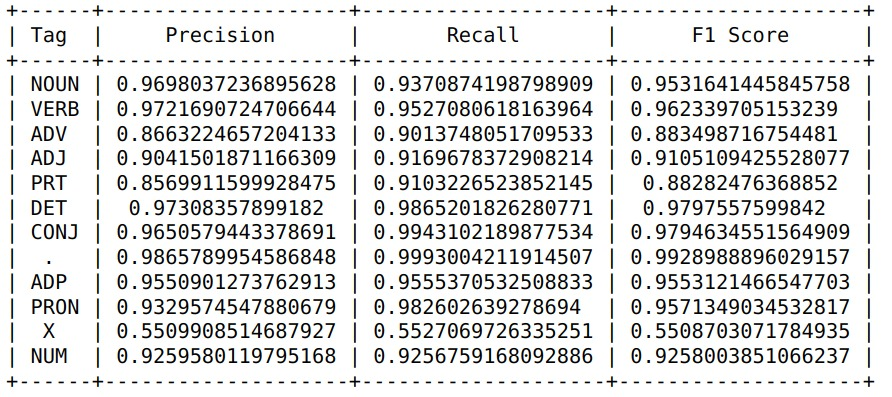 +------+--------------------+--------------------+--------------------+
| Tag  |     Precision      |       Recall       |      F1 Score      |
+------+--------------------+--------------------+--------------------+
| NOUN | 0.9698037236895628 | 0.9370874198798909 | 0.9531641445845758 |
| VERB | 0.9721690724706644 | 0.9527080618163964 | 0.962339705153239  |
| ADV  | 0.8663224657204133 | 0.9013748051709533 | 0.883498716754481  |
| ADJ  | 0.9041501871166309 | 0.9169678372908214 | 0.9105109425528077 |
| PRT  | 0.8569911599928475 | 0.9103226523852145 |  0.88282476368852  |
| DET  |  0.97308357899182  | 0.9865201826280771 | 0.9797557599842   |
| CONJ | 0.9650579443378691 | 0.9943102189877534 | 0.9794634551564909 |
|  .   | 0.9865789954586848 | 0.9993004211914507 | 0.9928988896029157 |
| ADP  | 0.9550901273762913 | 0.9555370532508833 | 0.9553121466547703 |
| PRON | 0.9329574547880679 | 0.982602639278694  | 0.9571349034532817 |
|  X   | 0.5509908514687927 | 0.5527069726335251 | 0.5508703071784935 |
| NUM  | 0.9259580119795168 | 0.9256759168092886 | 0.9258003851066237 |
+------+--------------------+--------------------+--------------------+